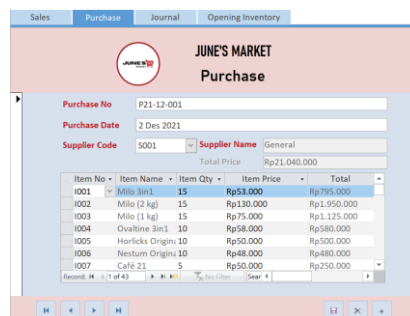 Sales Purchase Journal Opening Inventory
JUNE'S
JUNE'S MARKET
Purchase
Purchase No P21-12-001
Purchase Date 2 Des 2021
Supplier Code S001 Supplier Name General
Total Price Rp21.040.000
Item No Item Name Item Qty Item Price Total
I001 Milo 3in1 15 Rp53.000 Rp795.000
I002 Milo (2 kg) 15 Rp130.000 Rp1.950.000
I003 Milo (1 kg) 15 Rp75.000 Rp1.125.000
I004 Ovaltine 3in1 10 Rp58.000 Rp580.000
I005 Horlicks Origina 10 Rp50.000 Rp500.000
I006 Nestum Origina 10 Rp48.000 Rp480.000
I007 Café 21 5 Rp50.000 Rp250.000
Record: 1 of 43 No Filter Sear